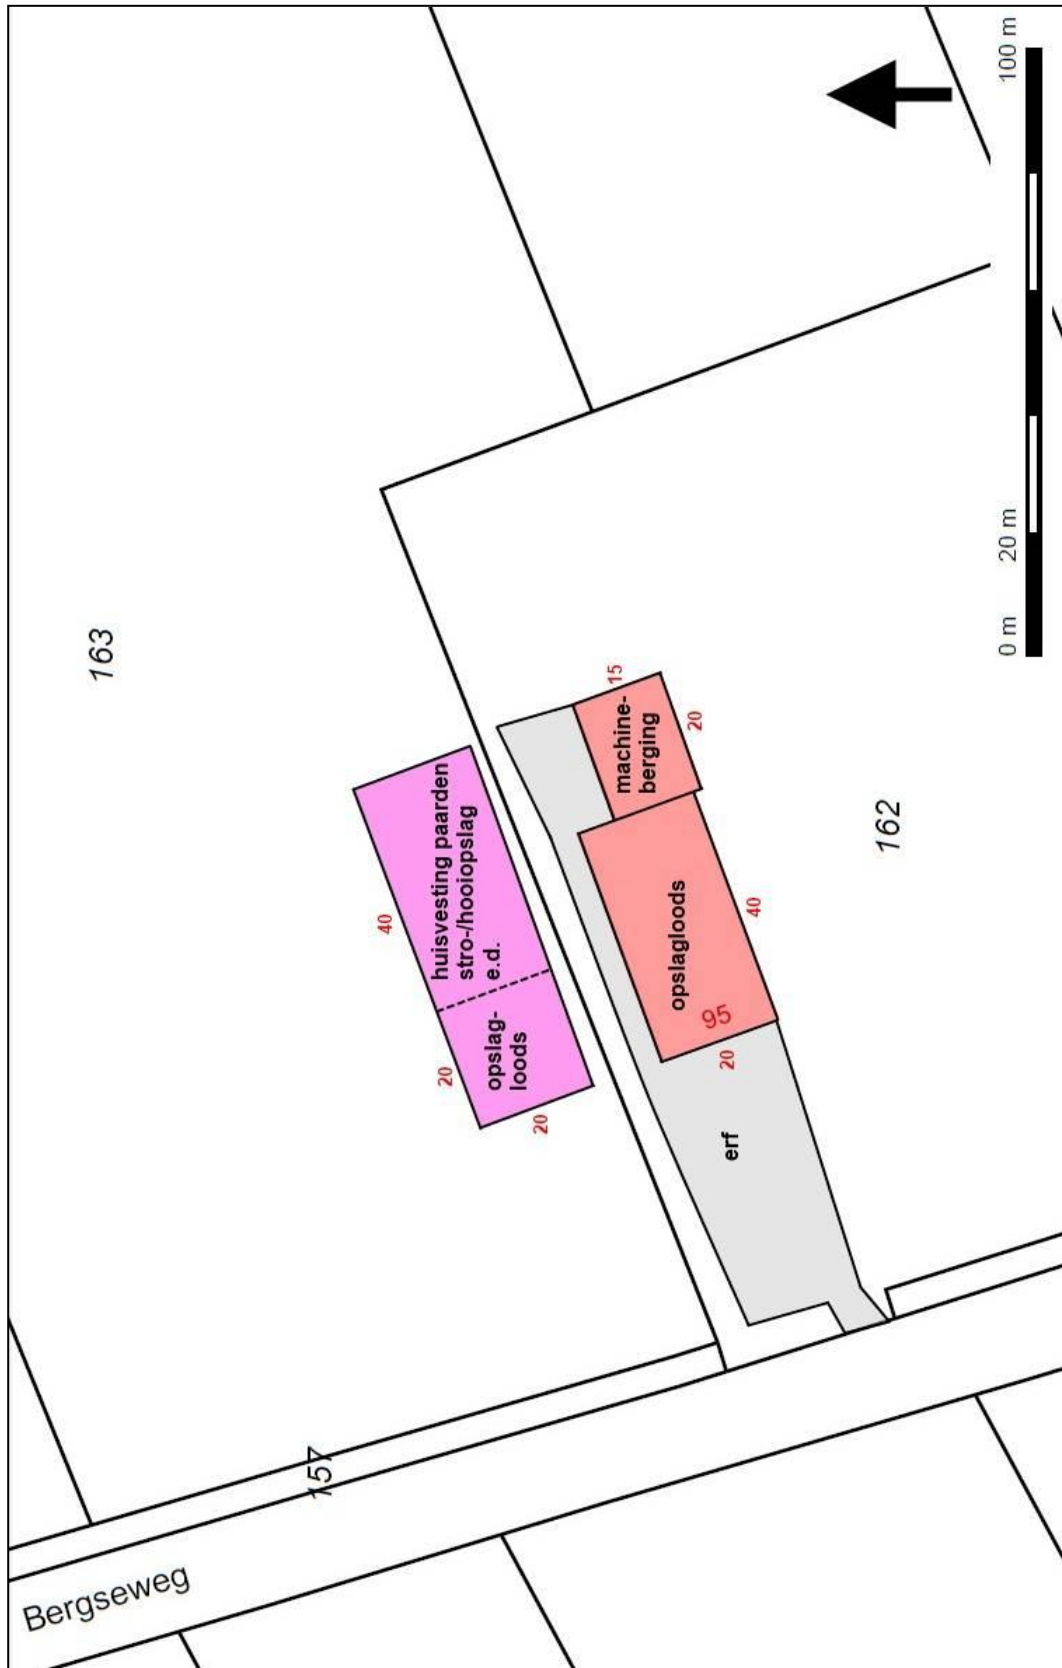 163
100 m
20 m
0 m
huisvesting paarden
stro-/hooiopslag
e.d.
40
opslag-
loods
20
20
machine-
berging
15
20
opslagloods
95
20
40
162
erf
157
Bergseweg